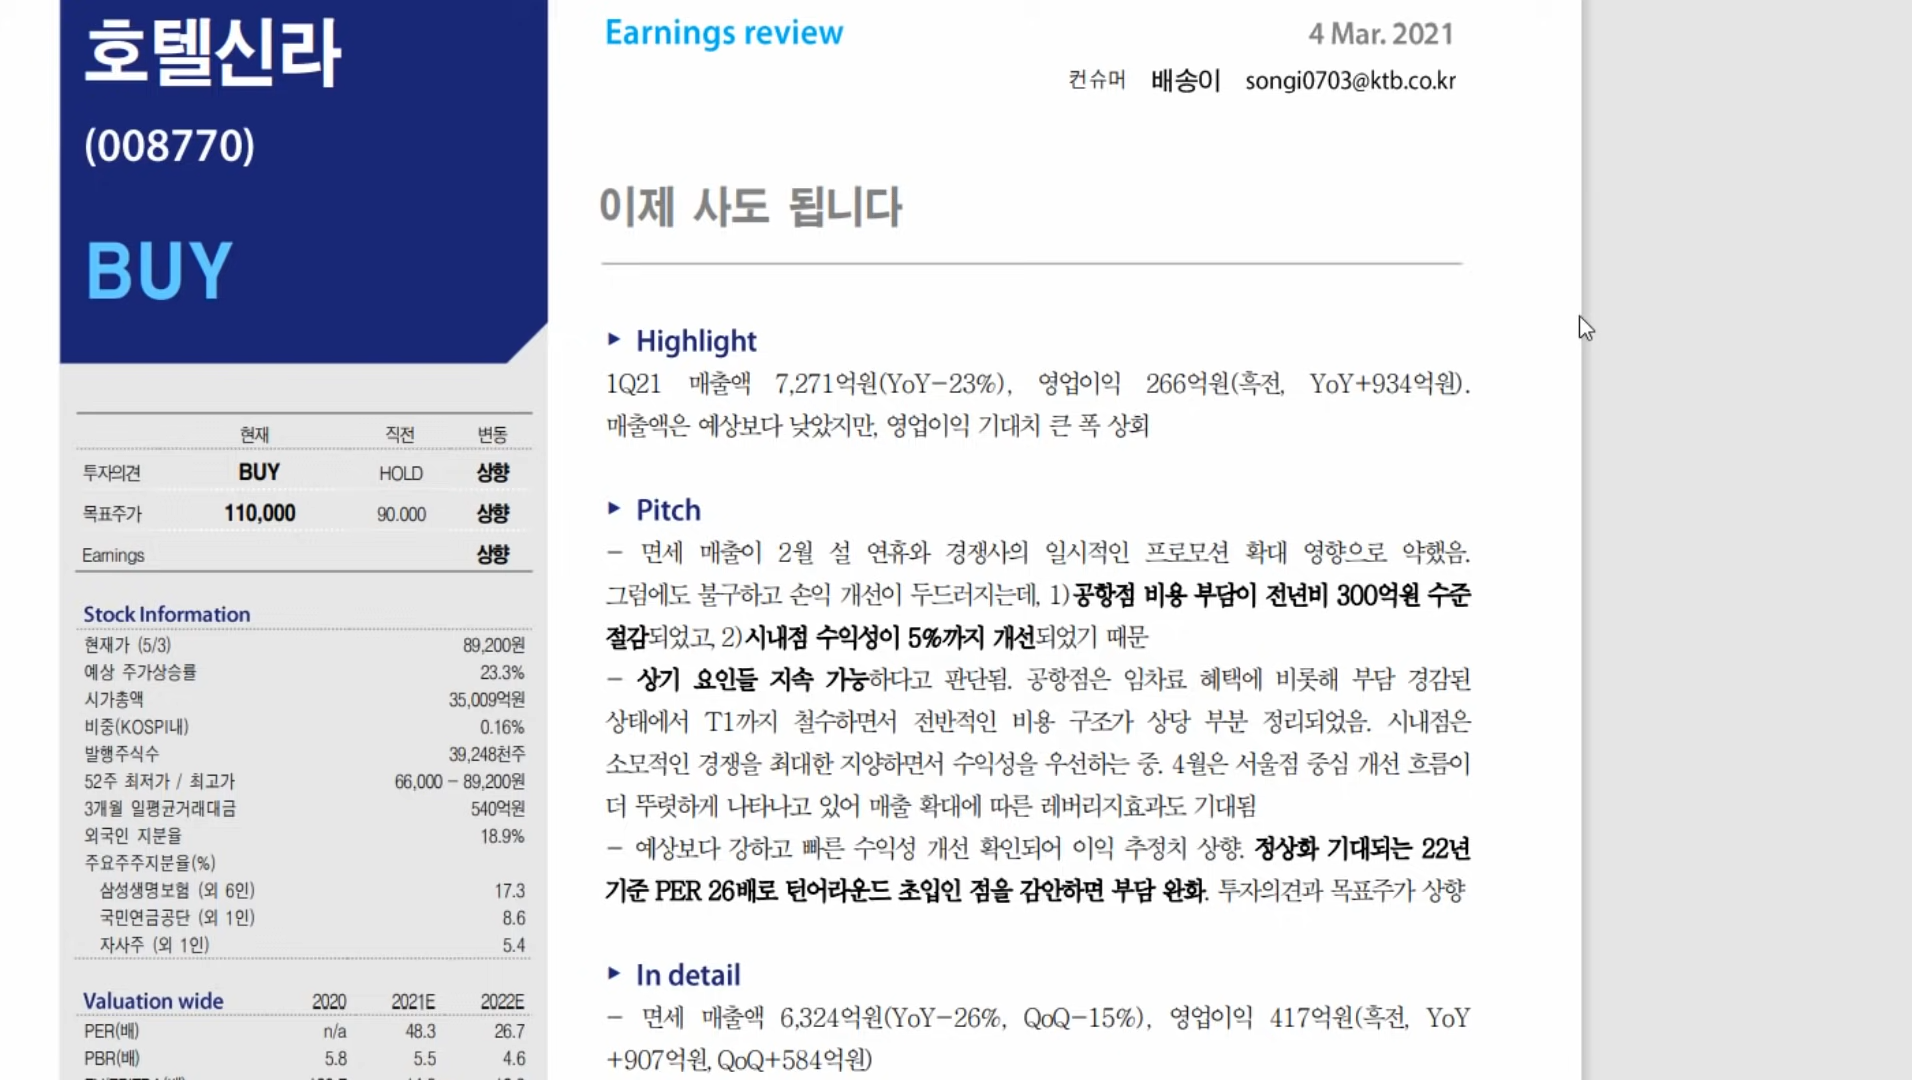 호텔신라
(008770)
BUY
현재 직전 변동
투자의견 BUY HOLD 상향
목표주가 110,000 90.000 상향
Earnings 상향
Stock Information
현재가 (5/3) 89,200원
예상 주가상승률 23.3%
시가총액 35,009억원
비중(KOSPI내) 0.16%
발행주식수 39,248천주
52주 최저가 / 최고가 66,000 - 89,200원
3개월 일평균거래대금 540억원
외국인 지분율 18.9%
주요주주지분율(%)
삼성생명보험 (외 6인) 17.3
국민연금공단 (외 1인) 8.6
자사주 (외 1인) 5.4
Valuation wide 2020 2021E 2022E
PER(배) n/a 48.3 26.7
PBR(배) 5.8 5.5 4.6
Earnings review
4 Mar. 2021
컨슈머 배송이 songi0703@ktb.co.kr
이제 사도 됩니다
▶ Highlight
1Q21 매출액 7,271억원(YoY-23%), 영업이익 266억원(흑전, YoY+934억원).
매출액은 예상보다 낮았지만, 영업이익 기대치 큰 폭 상회
▶ Pitch
- 면세 매출이 2월 설 연휴와 경쟁사의 일시적인 프로모션 확대 영향으로 약했음.
그럼에도 불구하고 손익 개선이 두드러지는데, 1)공항점 비용 부담이 전년비 300억원 수준
절감되었고, 2)시내점 수익성이 5%까지 개선되었기 때문
- 상기 요인들 지속 가능하다고 판단됨. 공항점은 임차료 혜택에 비롯해 부담 경감된
상태에서 T1까지 철수하면서 전반적인 비용 구조가 상당 부분 정리되었음. 시내점은
소모적인 경쟁을 최대한 지양하면서 수익성을 우선하는 중. 4월은 서울점 중심 개선 흐름이
더 뚜렷하게 나타나고 있어 매출 확대에 따른 레버리지효과도 기대됨
- 예상보다 강하고 빠른 수익성 개선 확인되어 이익 추정치 상향. 정상화 기대되는 22년
기준 PER 26배로 턴어라운드 초입인 점을 감안하면 부담 완화. 투자의견과 목표주가 상향
▶ In detail
- 면세 매출액 6,324억원(YoY-26%, QoQ-15%), 영업이익 417억원(흑전, YoY
+907억원, QoQ+584억원)